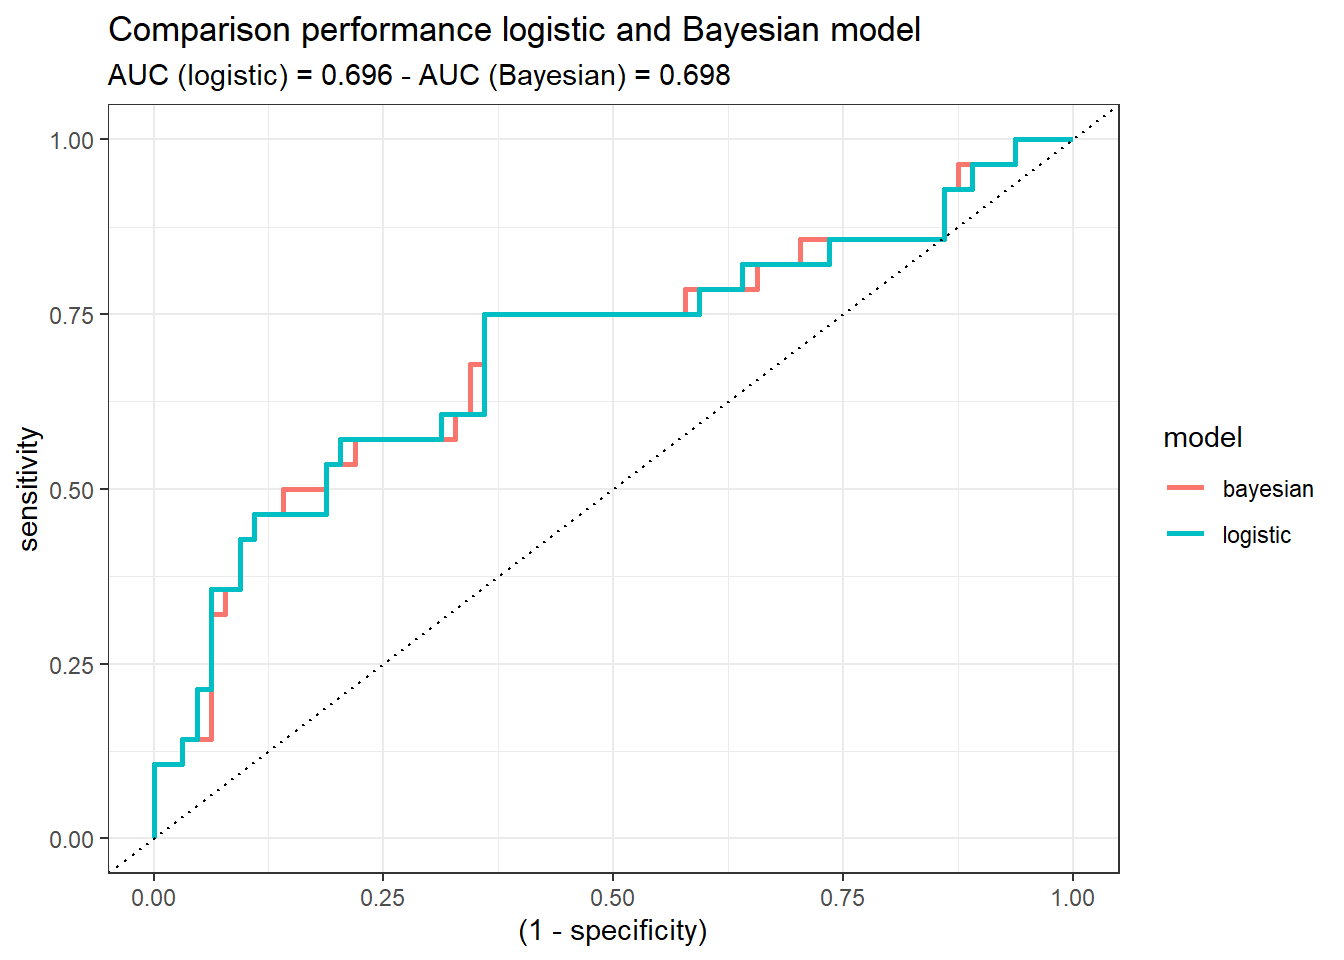 Comparison performance logistic and Bayesian model
AUC (logistic) = 0.696 - AUC (Bayesian) = 0.698
1.00
0.75
0.50
0.25
0.00
sensitivity
0.00 0.25 0.50 0.75 1.00
(1 - specificity)
model
bayesian
logistic